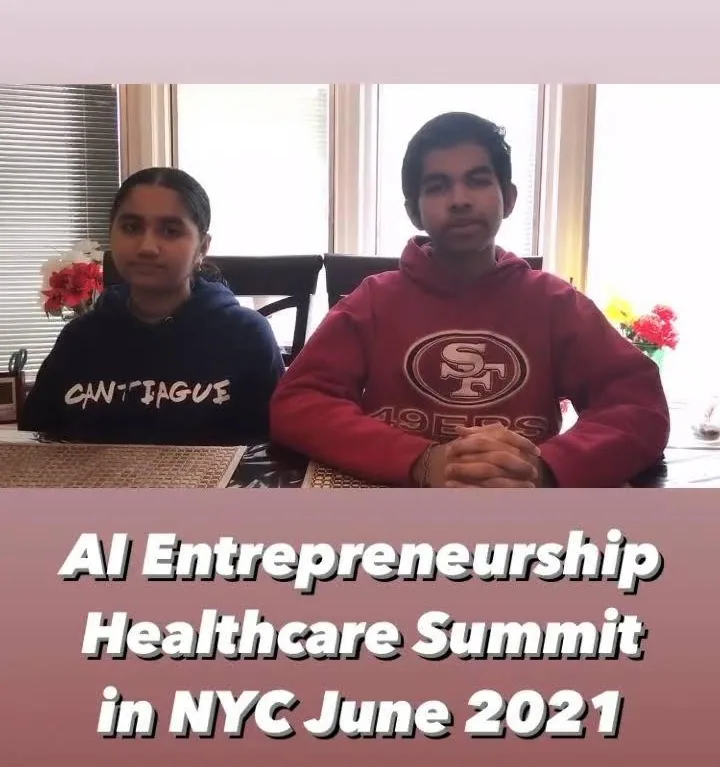 CANTIAGUE
SF
49ERS
AI Entrepreneurship
Healthcare Summit
in NYC June 2021